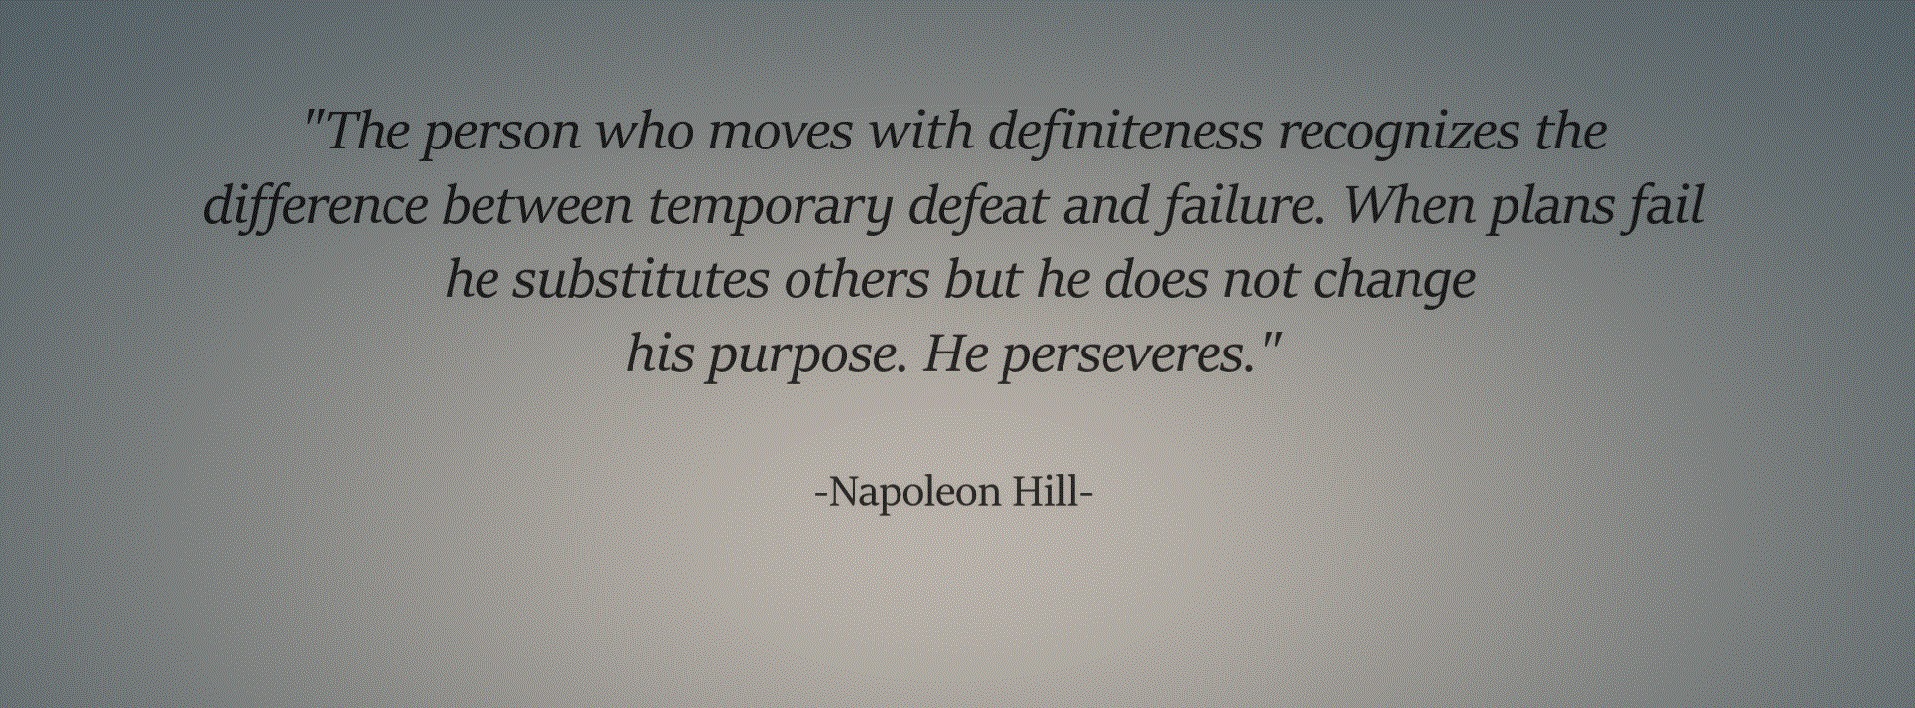 "The person who moves with definiteness recognizes the
difference between temporary defeat and failure. When plans fail
he substitutes others but he does not change
his purpose. He perseveres."
-Napoleon Hill-